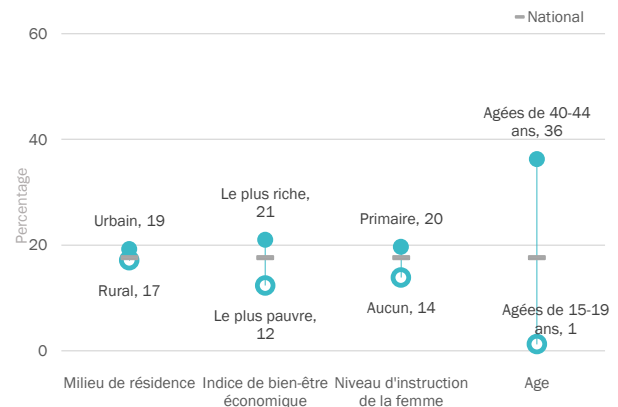 National
60
40
20
0
Percentage
Urbain, 19
Rural, 17
Le plus riche,
21
Le plus pauvre,
12
Primaire, 20
Aucun, 14
Agées de 40-44
ans, 36
Agées de 15-19
ans, 1
Milieu de résidence
Indice de bien-être
économique
Niveau d'instruction
de la femme
Age